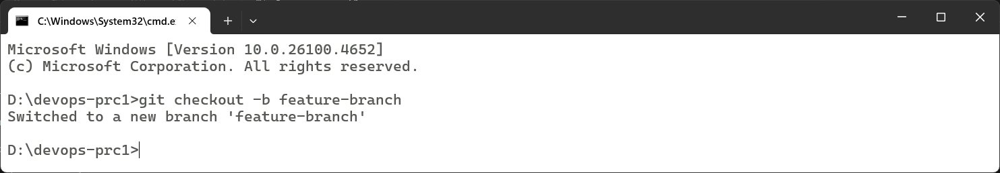 C:\Windows\System32\cmd.e
Microsoft Windows [Version 10.0.26100.4652]
(c) Microsoft Corporation. All rights reserved.
D:\devops-prc1>git checkout -b feature-branch
Switched to a new branch 'feature-branch'
D:\devops-prc1>